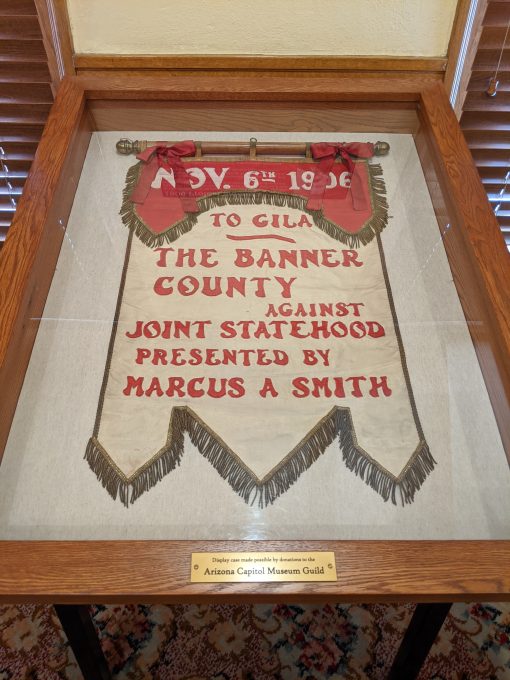 NOV. 6TH 1906
TO GILA
THE BANNER
COUNTY
AGAINST
JOINT STATEHOOD
PRESENTED BY
MARCUS A SMITH
Display case made possible by donations to the
Arizona Capitol Museum Guild